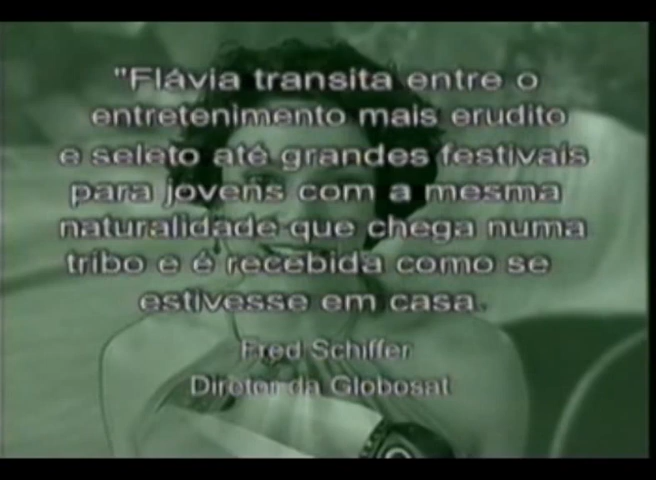 "Flávia transita entre o
entretenimento mais erudito
e seleto até grandes festivais
para jovens com a mesma
naturalidade que chega numa
tribo e é recebida como se
estivesse em casa.
Fred Schiffer
Diretor da Globosat